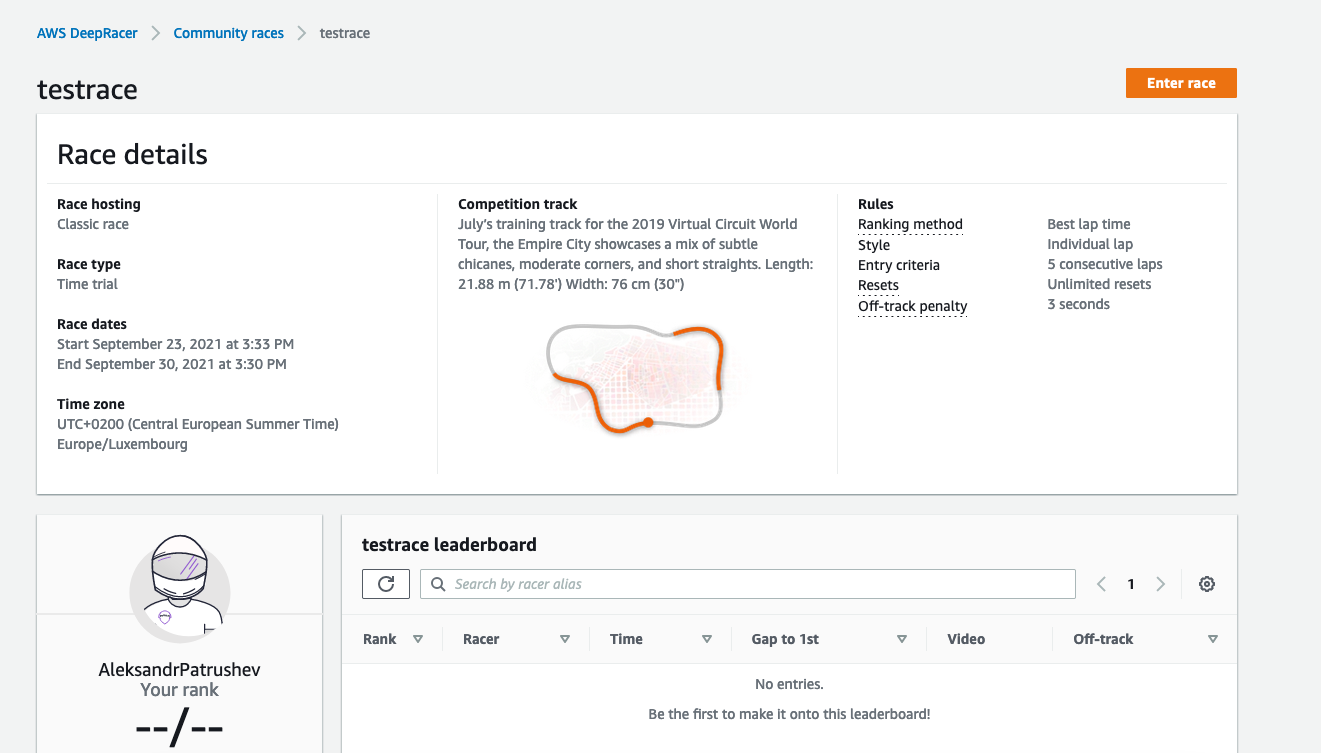 AWS DeepRacer > Community races > testrace
testrace
Enter race
Race details
Race hosting
Classic race
Race type
Time trial
Race dates
Start September 23, 2021 at 3:33 PM
End September 30, 2021 at 3:30 PM
Time zone
UTC+0200 (Central European Summer Time)
Europe/Luxembourg
Competition track
July's training track for the 2019 Virtual Circuit World
Tour, the Empire City showcases a mix of subtle
chicanes, moderate corners, and short straights. Length:
21.88 m (71.78') Width: 76 cm (30")
Rules
Ranking method Best lap time
Style Individual lap
Entry criteria 5 consecutive laps
Resets Unlimited resets
Off-track penalty 3 seconds
AleksandrPatrushev
Your rank
--/--
testrace leaderboard
Search by racer alias
1
Rank Racer Time Gap to 1st Video Off-track
No entries.
Be the first to make it onto this leaderboard!